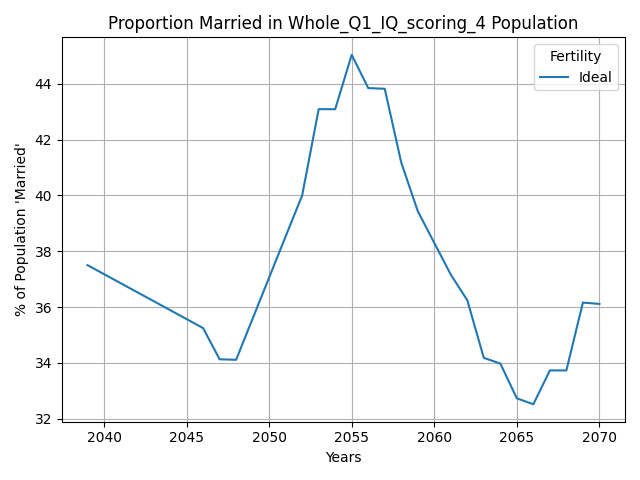 Proportion Married in Whole_Q1_IQ_scoring_4 Population
Fertility
Ideal
% of Population 'Married'
44
42
40
38
36
34
32
2040 2045 2050 2055 2060 2065 2070
Years